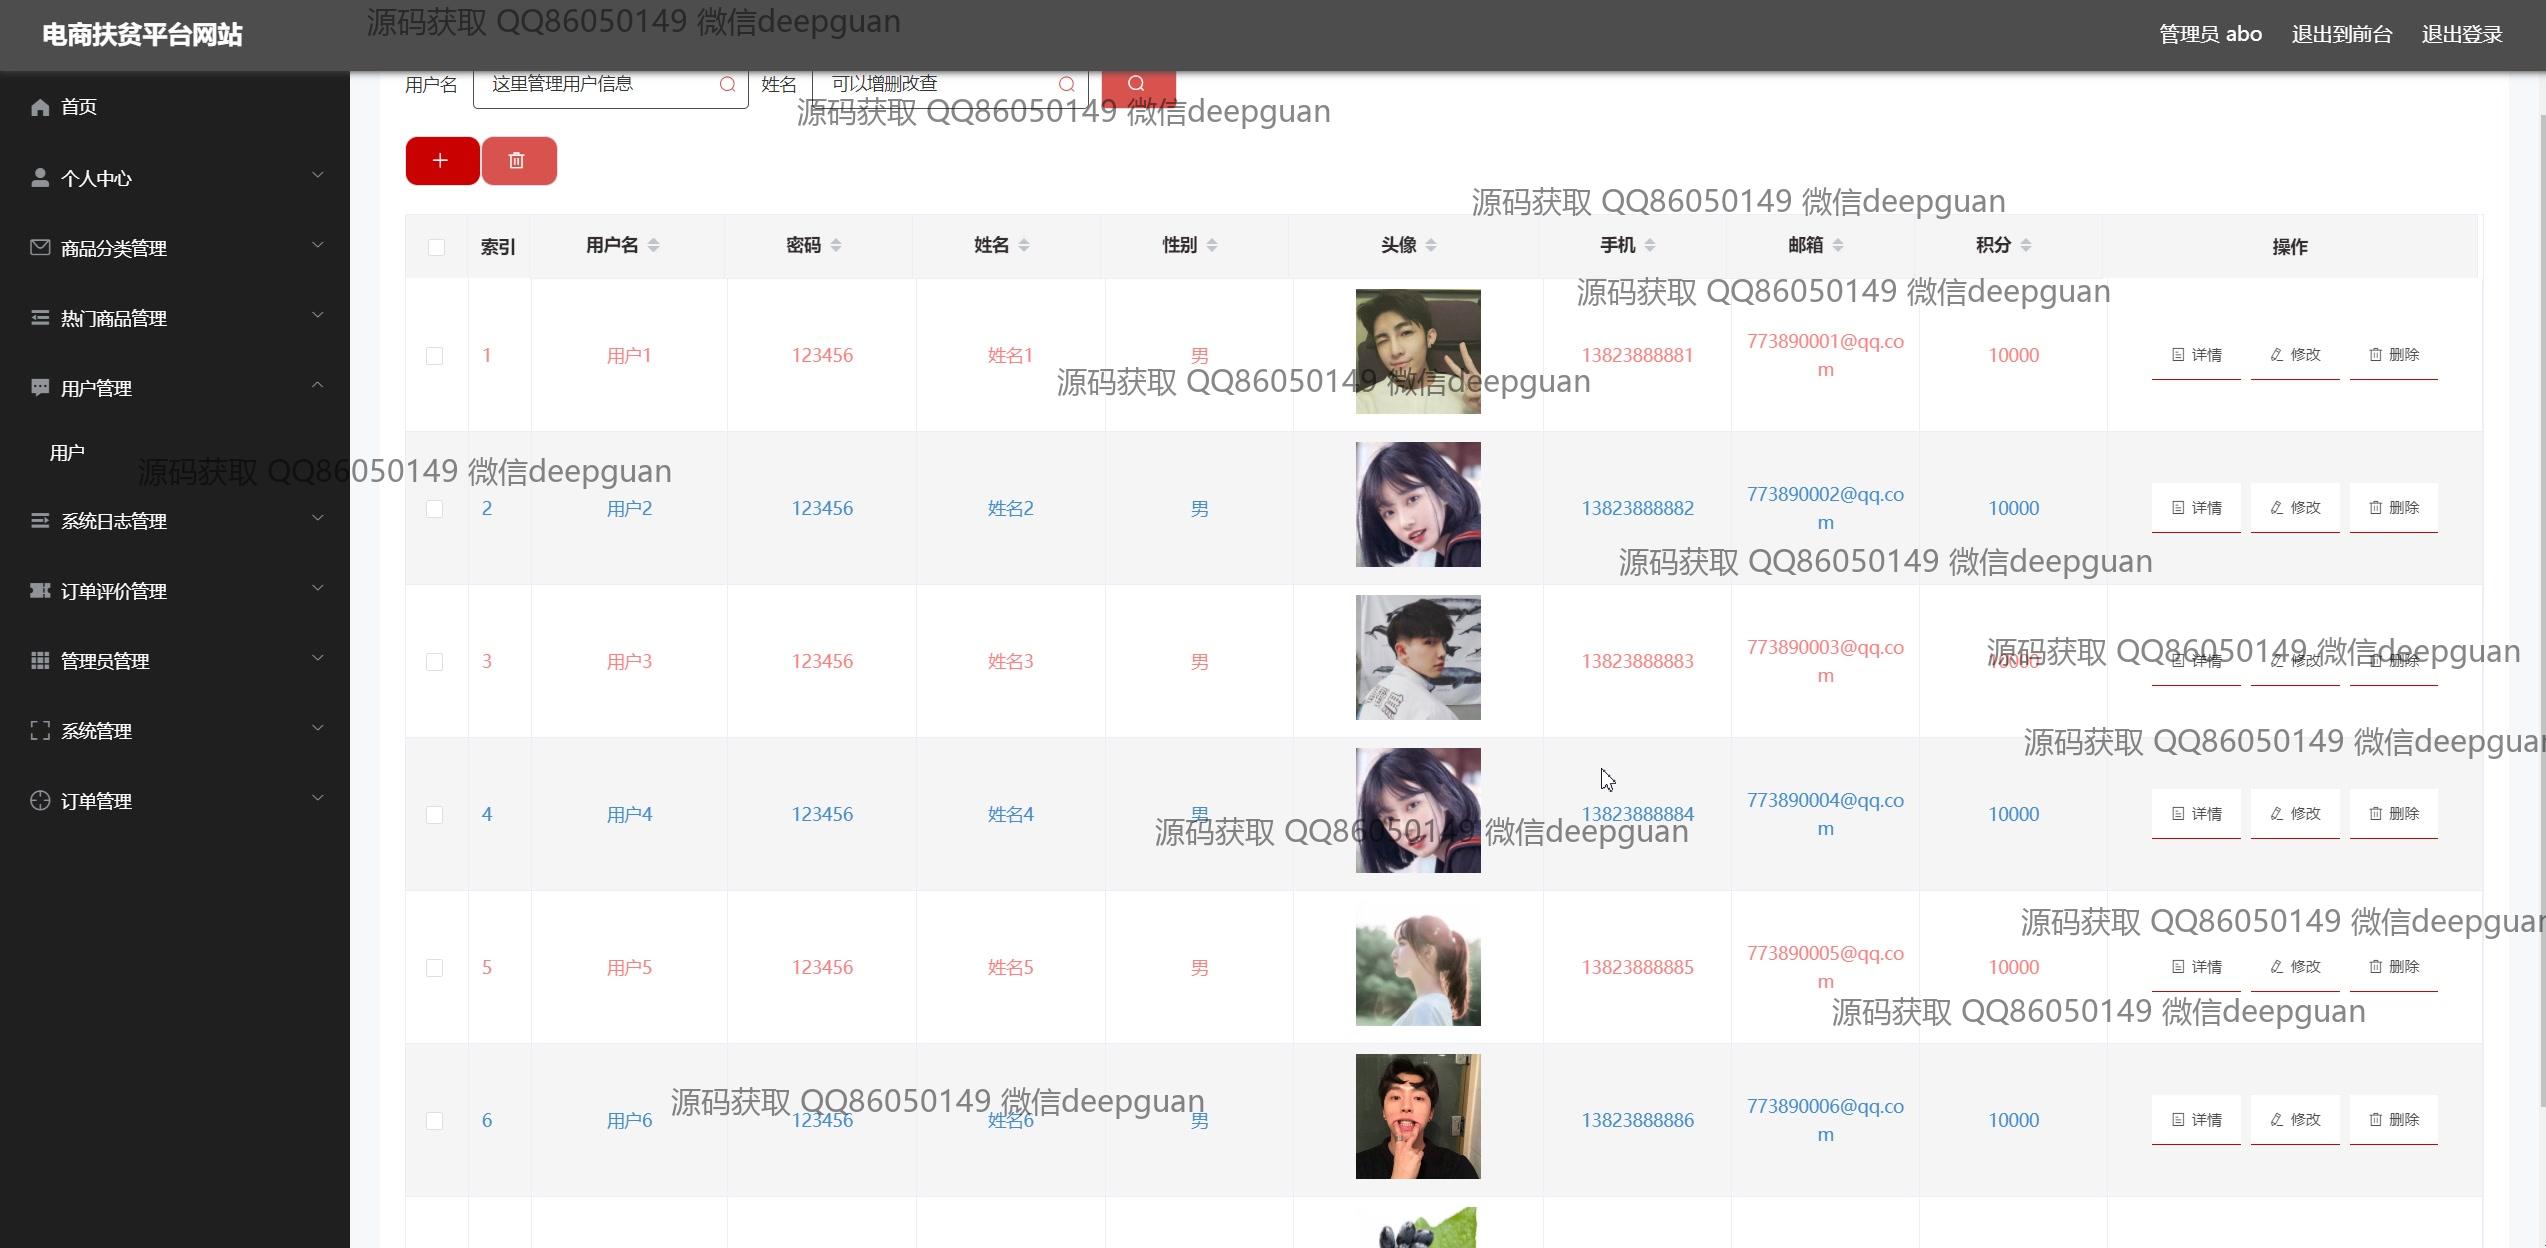 电商扶贫平台网站
源码获取 QQ86050149 微信deepguan
管理员 abo 退出到前台 退出登录
首页
个人中心
商品分类管理
热门商品管理
用户管理
用户
系统日志管理
订单评价管理
管理员管理
系统管理
订单管理
用户名 这里管理用户信息 姓名 可以增删改查
源码获取 QQ86050149 微信deepguan
源码获取 QQ86050149 微信deepguan
索引 用户名 密码 姓名 性别 头像 手机 邮箱 积分 操作
源码获取 QQ86050149 微信deepguan
1 用户1 123456 姓名1 男 13823888881 773890001@qq.co 10000 详情 修改 删除
m
源码获取 QQ86050149 微信deepguan
源码获取 QQ86050149 微信deepguan
2 用户2 123456 姓名2 男 13823888882 773890002@qq.co 10000 详情 修改 删除
m
源码获取 QQ86050149 微信deepguan
3 用户3 123456 姓名3 男 13823888883 773890003@qq.co 10000 详情 修改 删除
m
源码获取 QQ86050149 微信deepguan
源码获取 QQ86050149 微信deepguan
4 用户4 123456 姓名4 男 13823888884 773890004@qq.co 10000 详情 修改 删除
m
源码获取 QQ86050149 微信deepguan
源码获取 QQ86050149 微信deepguan
5 用户5 123456 姓名5 男 13823888885 773890005@qq.co 10000 详情 修改 删除
m
源码获取 QQ86050149 微信deepguan
源码获取 QQ86050149 微信deepguan
6 用户6 123456 姓名6 男 13823888886 773890006@qq.co 10000 详情 修改 删除
m